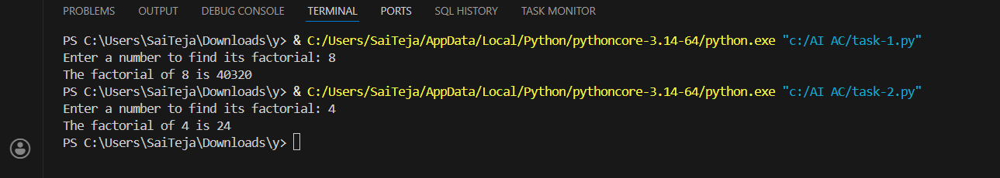 PROBLEMS OUTPUT DEBUG CONSOLE TERMINAL PORTS SQL HISTORY TASK MONITOR
PS C:\Users\SaiTeja\Downloads\y> & C:/Users/SaiTeja/AppData/Local/Python/pythoncore-3.14-64/python.exe "c:/AI AC/task-1.py"
Enter a number to find its factorial: 8
The factorial of 8 is 40320
PS C:\Users\SaiTeja\Downloads\y> & C:/Users/SaiTeja/AppData/Local/Python/pythoncore-3.14-64/python.exe "c:/AI AC/task-2.py"
Enter a number to find its factorial: 4
The factorial of 4 is 24
PS C:\Users\SaiTeja\Downloads\y>